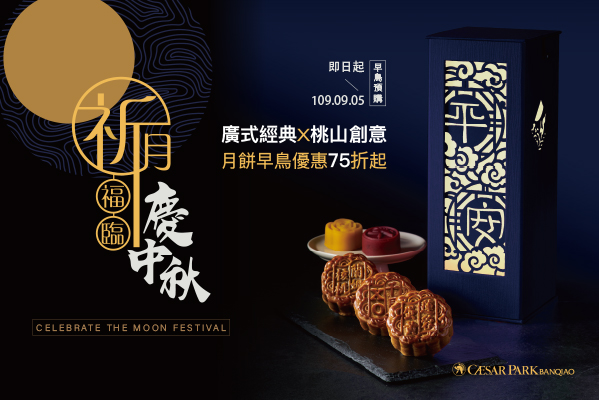 祈月
福臨
慶中秋
CELEBRATE THE MOON FESTIVAL
即日起
109.09.05
早鳥預購
廣式經典X桃山創意
月餅早鳥優惠75折起
平安
CÆSAR PARK BANQIAO